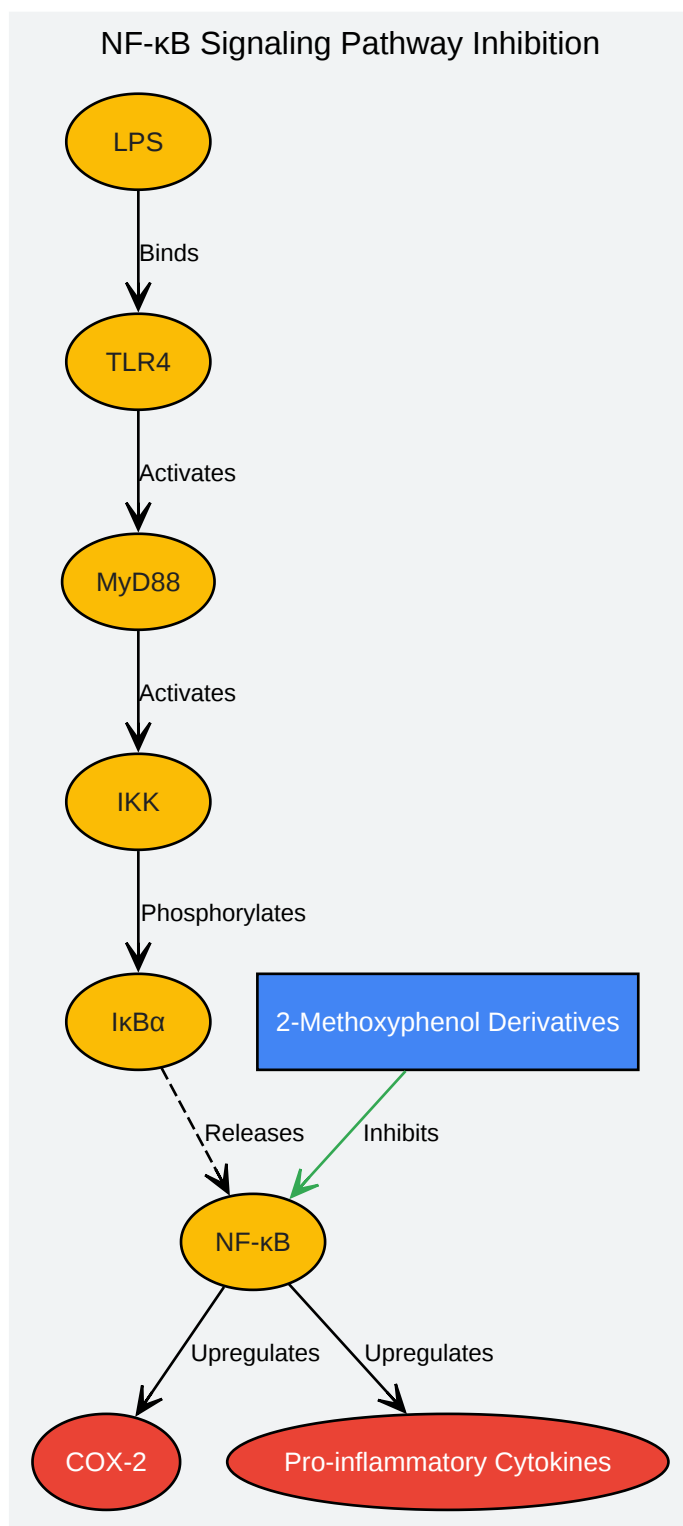 NF-κB Signaling Pathway Inhibition
LPS
Binds
TLR4
Activates
MyD88
Activates
IKK
Phosphorylates
IκBα
2-Methoxyphenol Derivatives
Releases
Inhibits
NF-κB
Upregulates
Upregulates
COX-2
Pro-inflammatory Cytokines